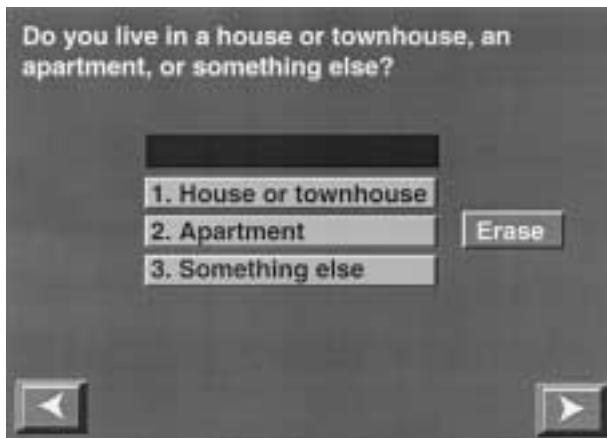 Do you live in a house or townhouse, an
apartment, or something else?
1. House or townhouse
2. Apartment
Erase
3. Something else